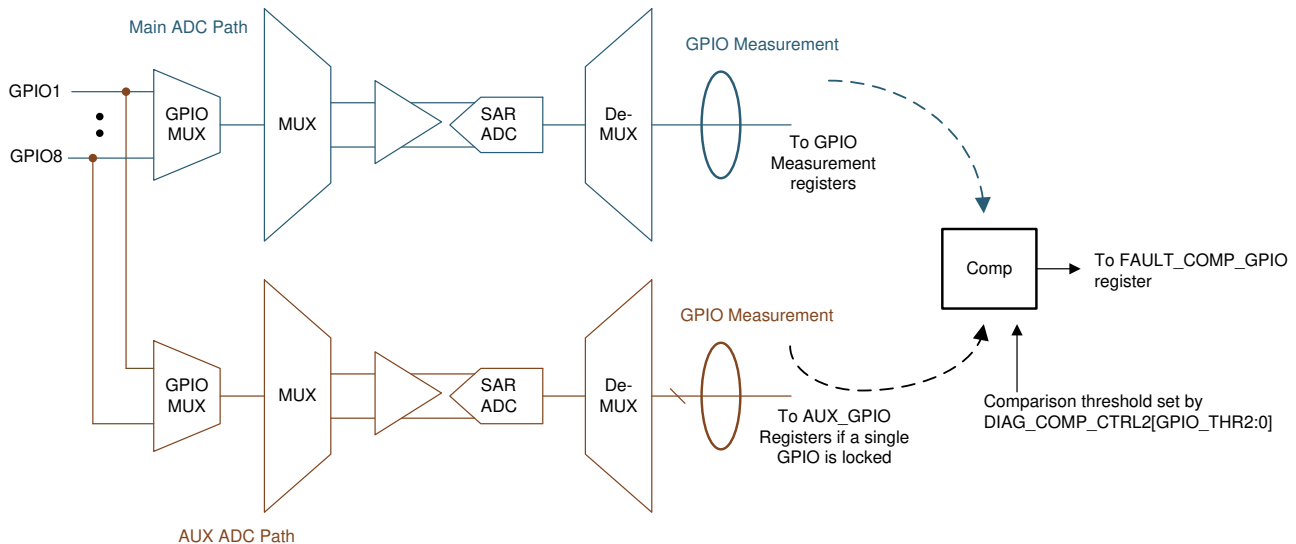 Main ADC Path
GPIO Measurement
GPIO1
GPIO8
GPIO
MUX
MUX
SAR
ADC
De-
MUX
To GPIO
Measurement
registers
Comp
To FAULT_COMP_GPIO
register
GPIO Measurement
GPIO
MUX
MUX
SAR
ADC
De-
MUX
To AUX_GPIO
Registers if a single
GPIO is locked
Comparison threshold set by
DIAG_COMP_CTRL2[GPIO_THR2:0]
AUX ADC Path